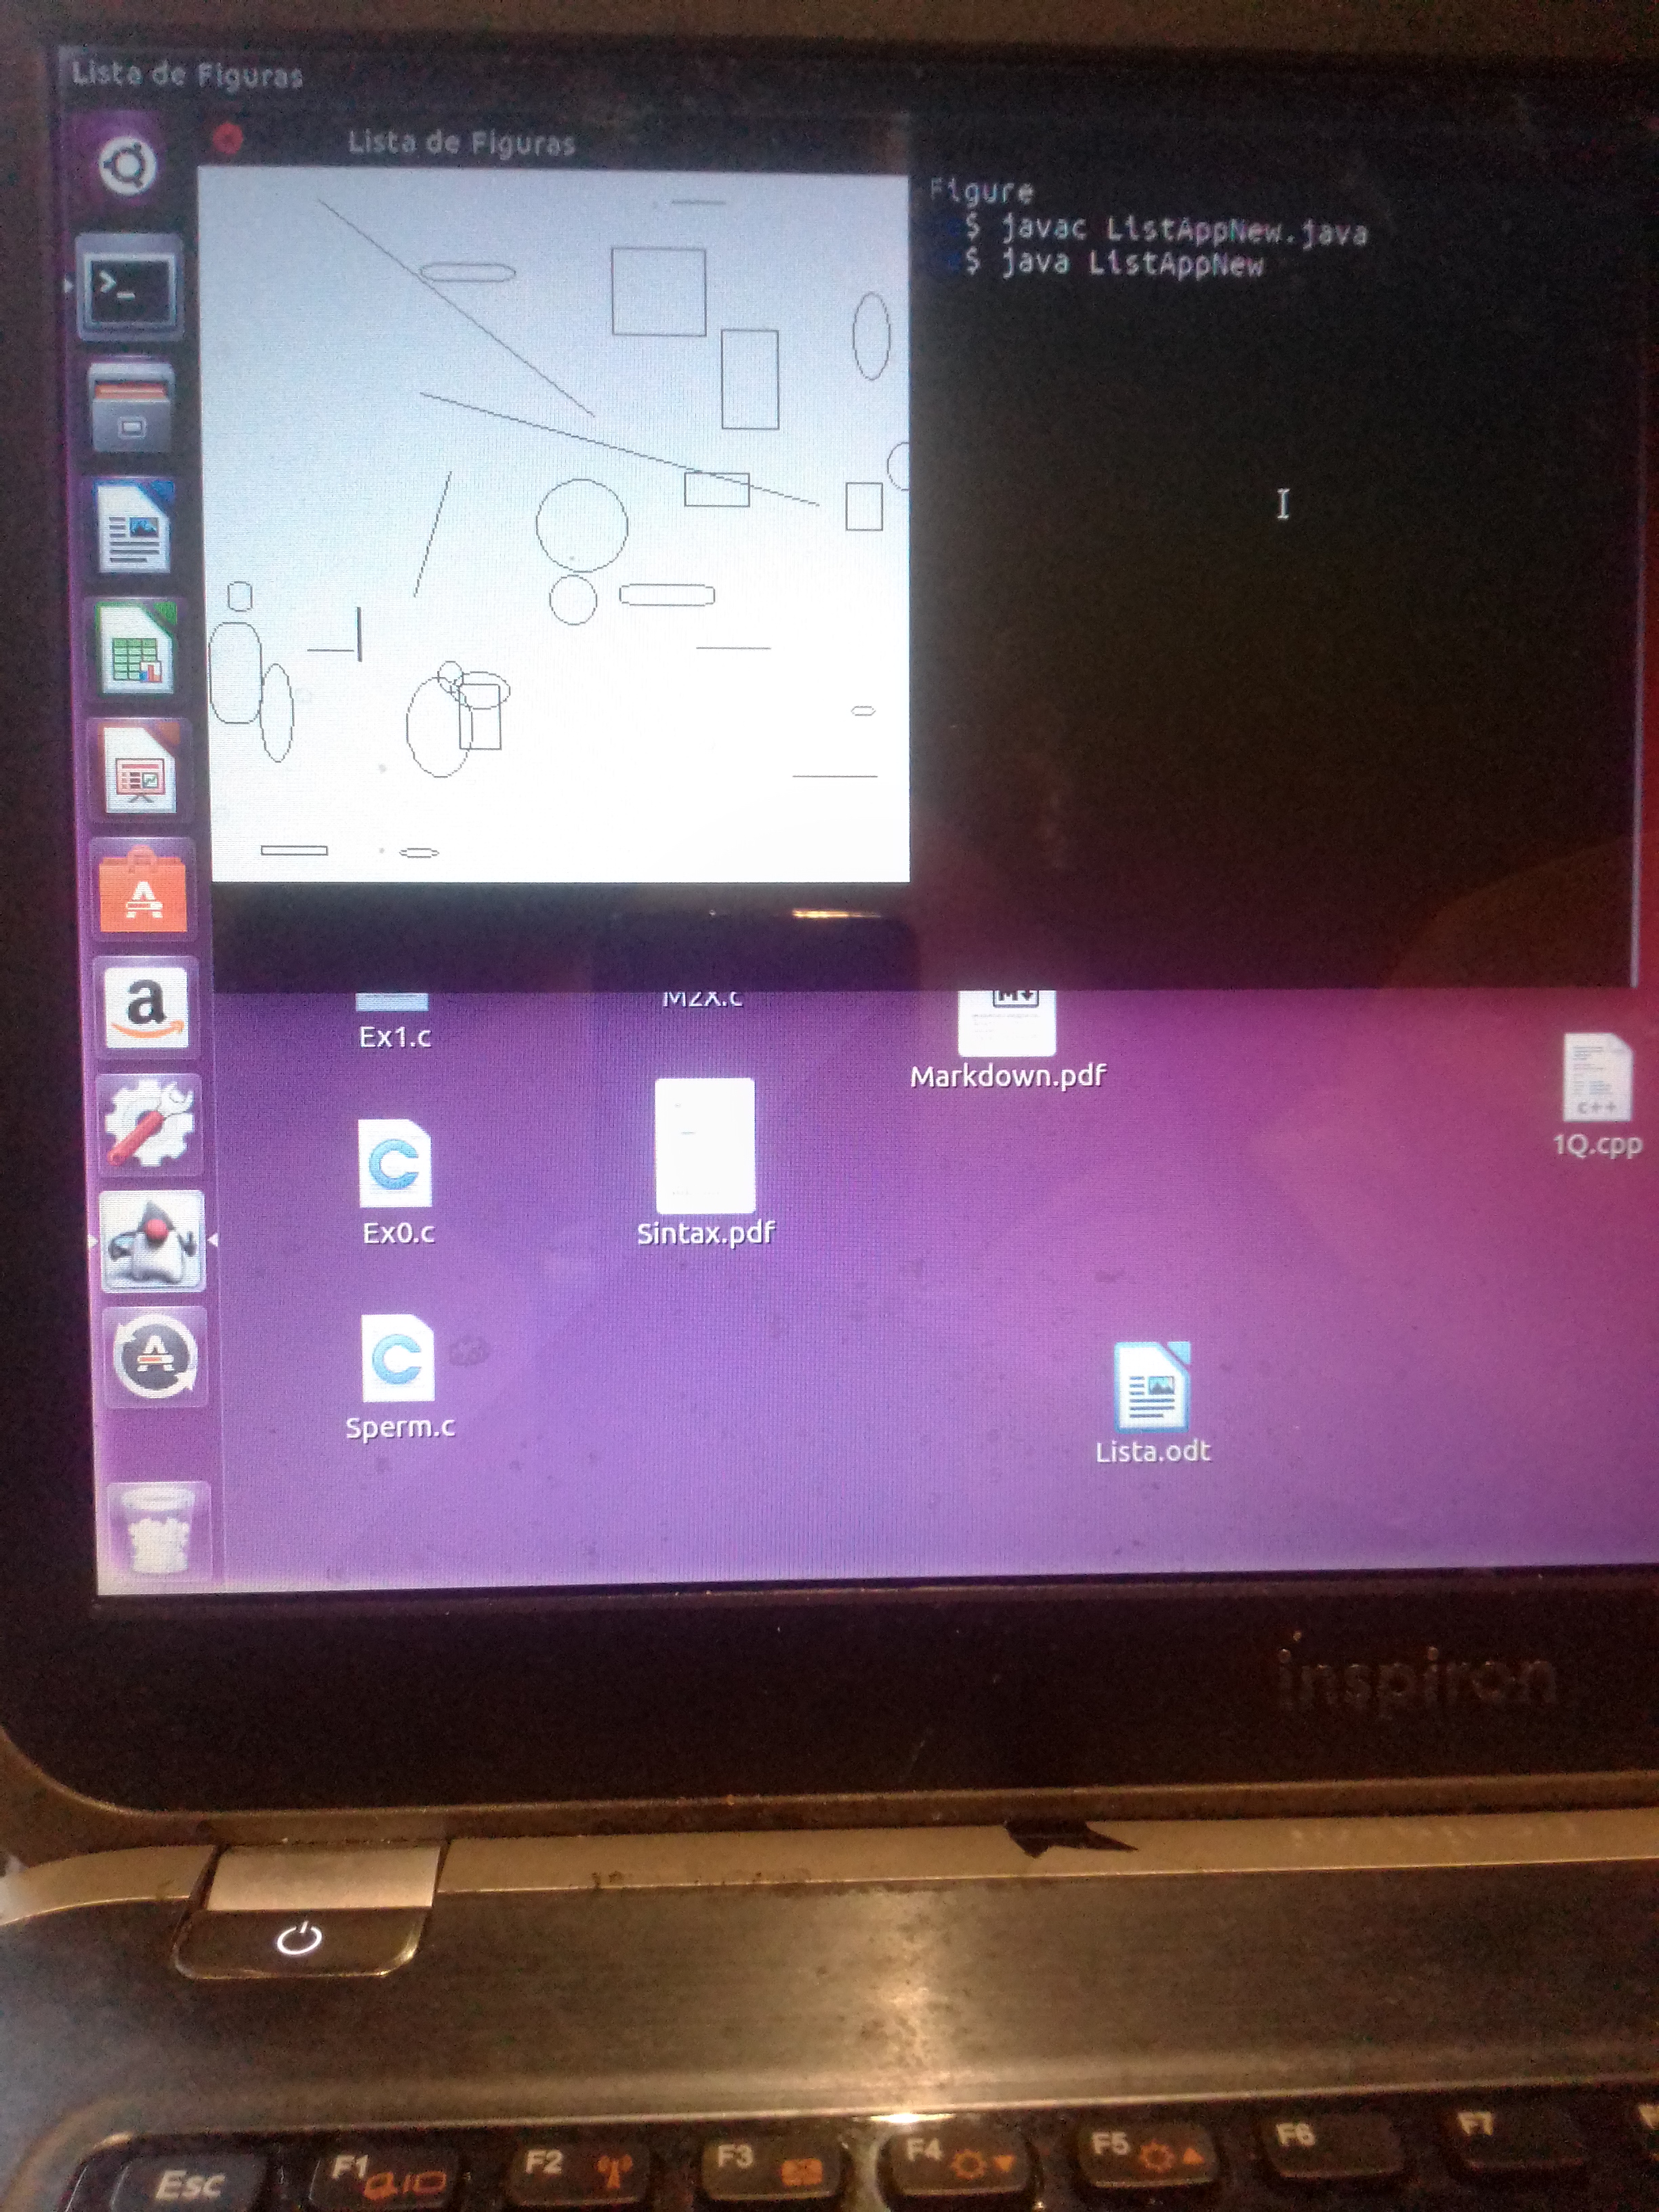 Lista de Figuras
Lista de Figuras
Figure
$ javac ListAppNew.java
$ java ListAppNew
Ex1.c
M2X.c
Markdown.pdf
C++
1Q.cpp
Ex0.c
Sintax.pdf
Sperm.c
Lista.odt
inspiron
Esc
F1
F2
F3
F4
F5
F6
F7